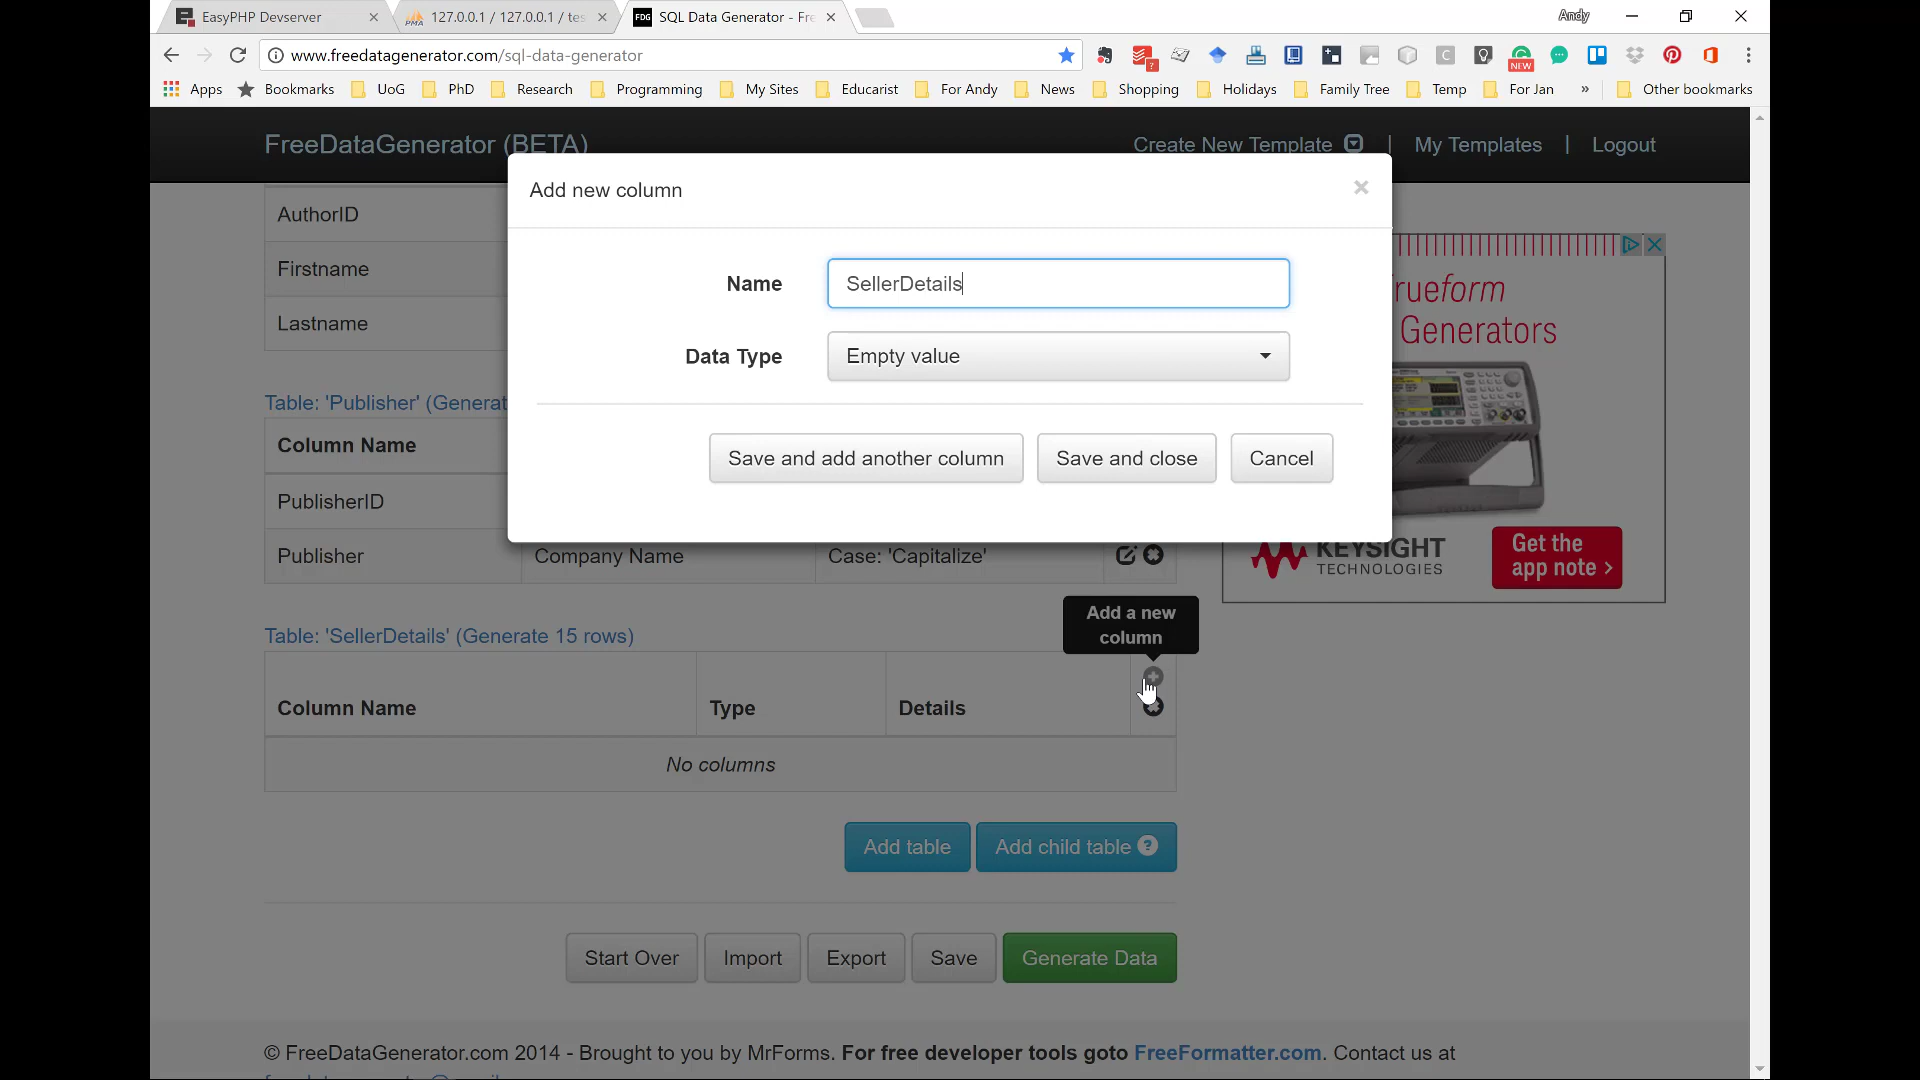 EasyPHP Devserver
127.0.0.1 / 127.0.0.1 / tes
FDG SQL Data Generator - Fre
Andy
www.freedatagenerator.com/sql-data-generator
NEW
Apps Bookmarks UoG PhD Research Programming My Sites Educarist For Andy News Shopping Holidays Family Tree Temp For Jan » Other bookmarks
FreeDataGenerator (BETA)
Create New Template | My Templates | Logout
Add new column
AuthorID
Firstname
Lastname
Name
SellerDetails
Data Type
Empty value
Save and add another column
Save and close
Cancel
Table: 'Publisher' (Generat
Column Name
PublisherID
Publisher Company Name Case: 'Capitalize'
rueform
Generators
KEYSIGHT
TECHNOLOGIES
Get the
app note >
Add a new
column
Table: 'SellerDetails' (Generate 15 rows)
Column Name Type Details
No columns
Add table
Add child table ?
Start Over
Import
Export
Save
Generate Data
© FreeDataGenerator.com 2014 - Brought to you by MrForms. For free developer tools goto FreeFormatter.com. Contact us at